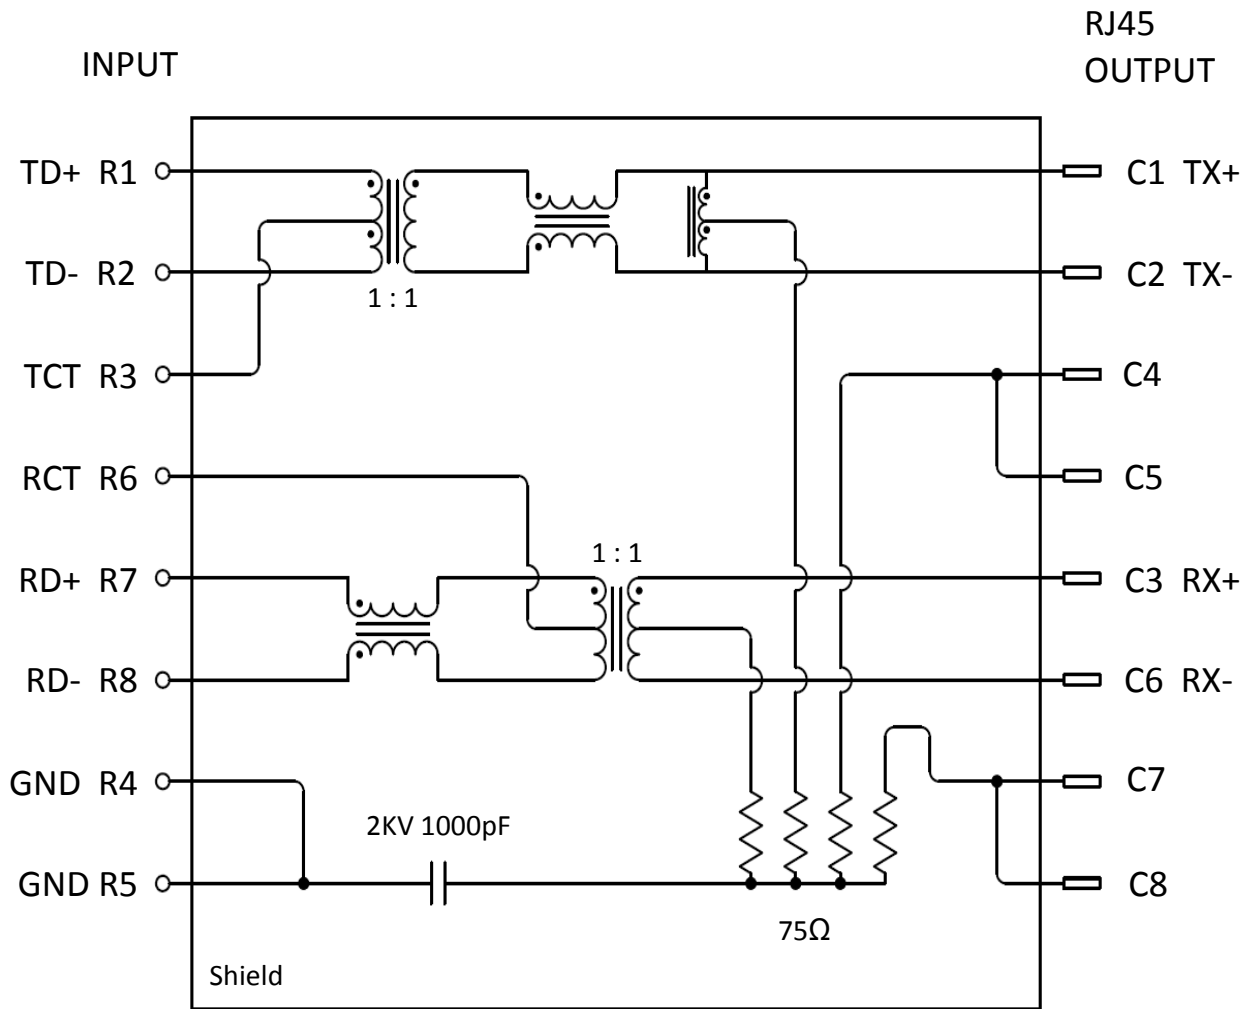 RJ45
OUTPUT
INPUT
TD+ R1
C1 TX+
TD- R2
C2 TX-
1 : 1
TCT R3
C4
RCT R6
C5
1 : 1
RD+ R7
C3 RX+
RD- R8
C6 RX-
GND R4
C7
2KV 1000pF
GND R5
C8
75Ω
Shield